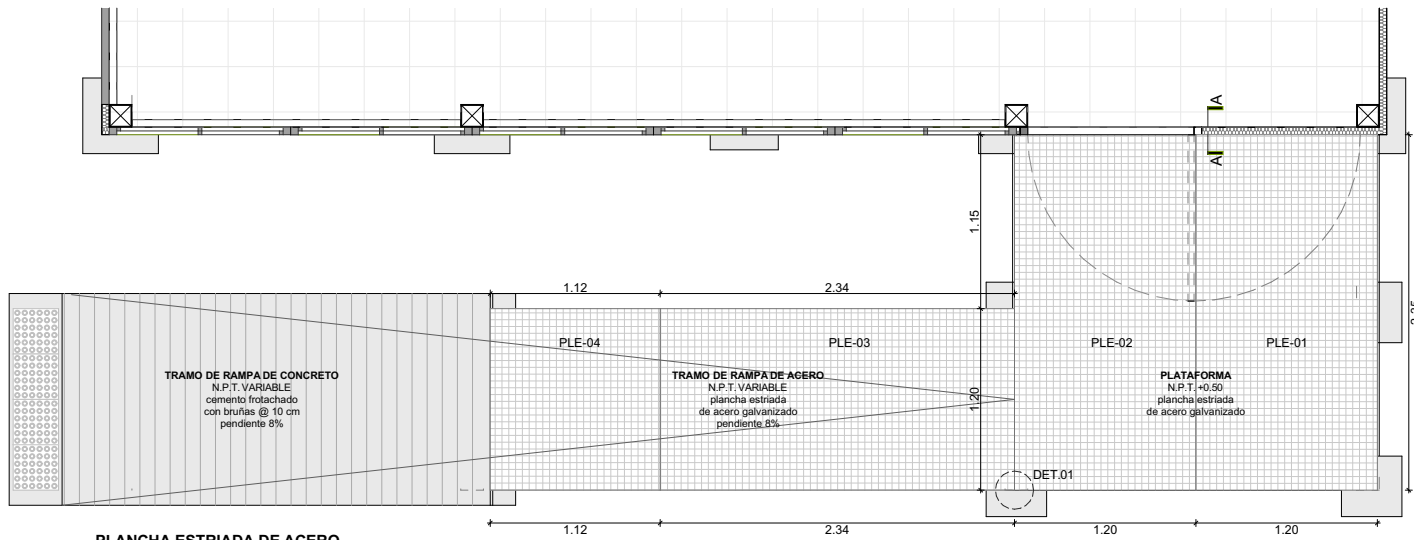 A
A
1.15
1.12
2.34
PLE-04
PLE-03
PLE-02
PLE-01
TRAMO DE RAMPA DE CONCRETO
N.P.T. VARIABLE
cemento frotachado
con bruñas @ 10 cm
pendiente 8%
TRAMO DE RAMPA DE ACERO
N.P.T. VARIABLE
plancha estriada
de acero galvanizado
pendiente 8%
1.20
PLATAFORMA
N.P.T. +0.50
plancha estriada
de acero galvanizado
DET.01
1.12
2.34
1.20
1.20
PLANCHA ESTRIADA DE ACERO